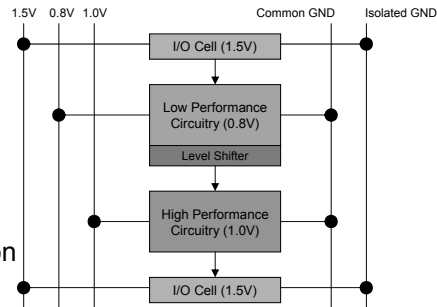 1.5V 0.8V 1.0V Common GND Isolated GND
I/O Cell (1.5V)
Low Performance
Circuitry (0.8V)
Level Shifter
High Performance
Circuitry (1.0V)
on
I/O Cell (1.5V)